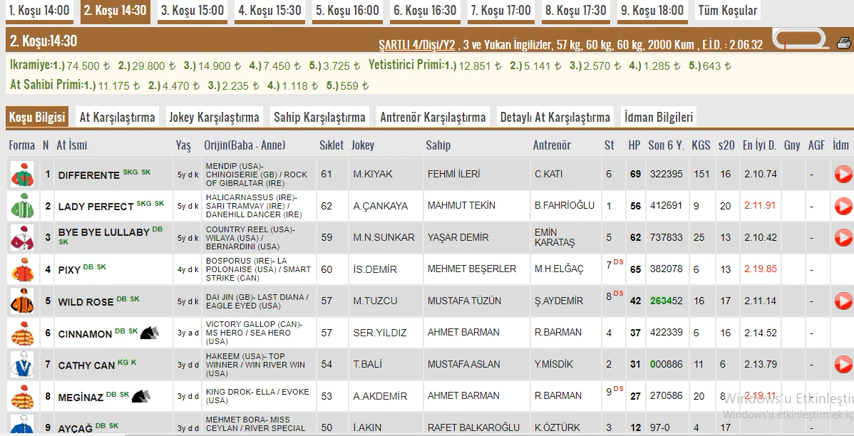 1. Koşu 14:00 2. Koşu 14:30 3. Koşu 15:00 4. Koşu 15:30 5. Koşu 16:00 6. Koşu 16:30 7. Koşu 17:00 8. Koşu 17:30 9. Koşu 18:00 Tüm Koşular
2. Koşu:14:30
ŞARTLI 4/Dişi/Y2 , 3 ve Yukarı İngilizler, 57 kg, 60 kg, 60 kg, 2000 Kum , E.İ.D. : 2.06.32
Ikramiye:1.) 74.500 ₺ 2.) 29.800 ₺ 3.) 14.900 ₺ 4.) 7.450 ₺ 5.) 3.725 ₺ Yetistirici Primi:1.) 12.851 ₺ 2.) 5.141 ₺ 3.) 2.570 ₺ 4.) 1.285 ₺ 5.) 643 ₺
At Sahibi Primi:1.) 11.175 ₺ 2.) 4.470 ₺ 3.) 2.235 ₺ 4.) 1.118 ₺ 5.) 559 ₺
Koşu Bilgisi At Karşılaştırma Jokey Karşılaştırma Sahip Karşılaştırma Antrenör Karşılaştırma Detaylı At Karşılaştırma İdman Bilgileri
Forma N At İsmi Yaş Orijin(Baba - Anne) Sıklet Jokey Sahip Antrenör St HP Son 6 Y. KGS s20 En İyi D. Gny AGF İdm
1 DIFFERENTE SKG SK 5y d k MENDIP (USA)- CHINOISERIE (GB) / ROCK OF GIBRALTAR (IRE) 61 M.KIYAK FEHMİ İLERİ C.KATI 6 69 322395 151 16 2.10.74 -
2 LADY PERFECT SKG SK 5y d k HALICARNASSUS (IRE)- SARI TRAMVAY (IRE) / DANEHILL DANCER (IRE) 62 A.ÇANKAYA MAHMUT TEKİN B.FAHRİOĞLU 1 56 412691 9 20 2.11.91 -
3 BYE BYE LULLABY DB SK 5y d k COUNTRY REEL (USA)- WILAYA (USA) / BERNARDINI (USA) 59 M.N.SUNKAR YAŞAR DEMİR EMİN KARATAŞ 5 62 737833 25 12 2.10.42 -
4 PIXY DB SK 4y d k BOSPORUS (IRE)- LA POLONAISE (USA) / SMART STRIKE (CAN) 60 İS.DEMİR MEHMET BEŞERLER M.H.ELĞAÇ 7 DS 65 382078 6 13 2.19.85 -
5 WILD ROSE DB SK 5y d k DAI JIN (GB)- LAST DIANA / EAGLE EYED (USA) 57 M.TUZCU MUSTAFA TÜZÜN Ş.AYDEMİR 8 DS 42 263452 16 17 2.11.14 -
6 CINNAMON DB SK 3y a d VICTORY GALLOP (CAN)- MS HERO / SEA HERO (USA) 57 SER.YILDIZ AHMET BARMAN R.BARMAN 4 37 422339 6 16 2.14.52 -
7 CATHY CAN KG K 3y d d HAKEEM (USA)- TOP WINNER / WIN RIVER WIN (USA) 54 T.BALİ MUSTAFA ASLAN Y.MİSDİK 2 31 000886 11 6 2.13.79 -
8 MEGİNAZ DB SK 3y d d KING DROK- ELLA / EVOKE (USA) 53 A.AKDEMİR AHMET BARMAN R.BARMAN 9 DS 27 270586 20 8 2.19.11 -
9 AYÇAĞ DB SK 3y d d MEHMET BORA- MISS CEYLAN / RIVER SPECIAL 50 İ.AKIN RAFET BALKAROĞLU K.ÖZTÜRK 3 12 97-0 4 17 -
Windows'u Etkinleştir
Windows'u etkinleştirmek iç